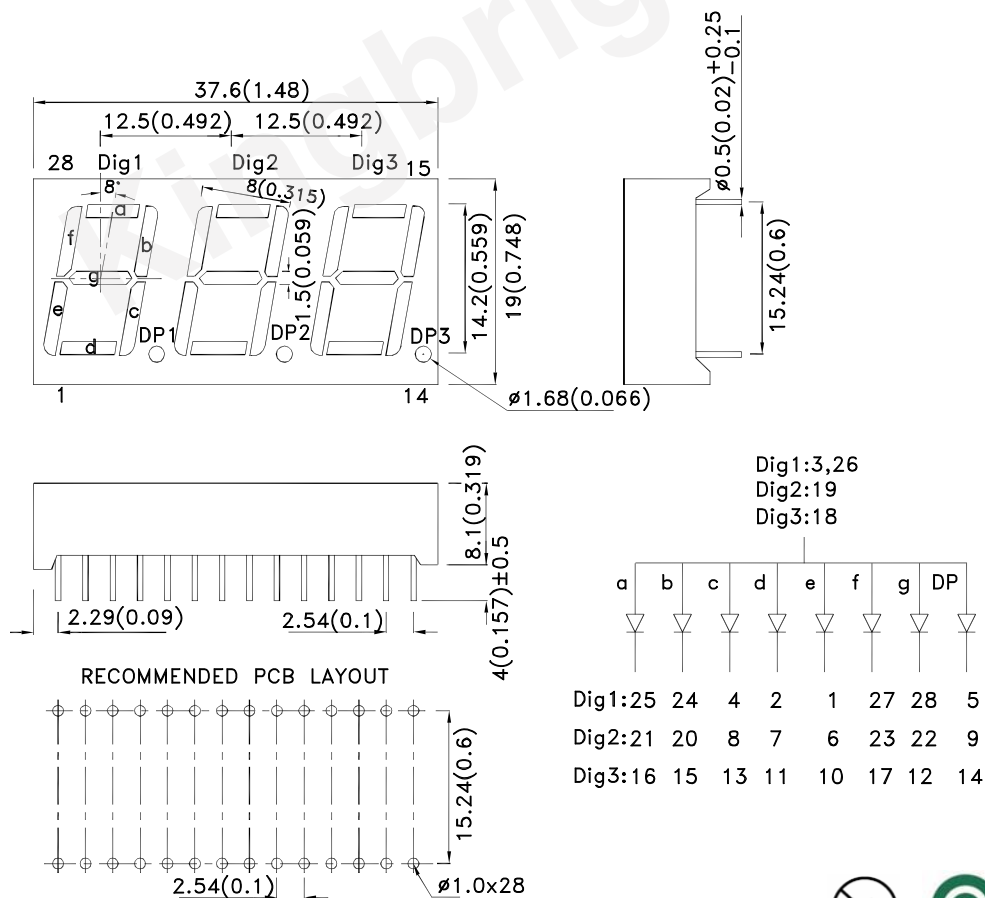 Kingbrig
37.6(1.48)
12.5(0.492) 12.5(0.492)
28 Dig1 Dig2 Dig3 15
8°
8(0.315)
a
f b
g
e c
d
DP1 DP2 DP3
1.5(0.059)
14.2(0.559)
19(0.748)
1 14
ø1.68(0.066)
ø0.5(0.02)+0.25
-0.1
15.24(0.6)
8.1(0.319)
4(0.157)±0.5
2.29(0.09) 2.54(0.1)
RECOMMENDED PCB LAYOUT
15.24(0.6)
2.54(0.1)
ø1.0x28
Dig1:3,26
Dig2:19
Dig3:18
a b c d e f g DP
Dig1:25 24 4 2 1 27 28 5
Dig2:21 20 8 7 6 23 22 9
Dig3:16 15 13 11 10 17 12 14